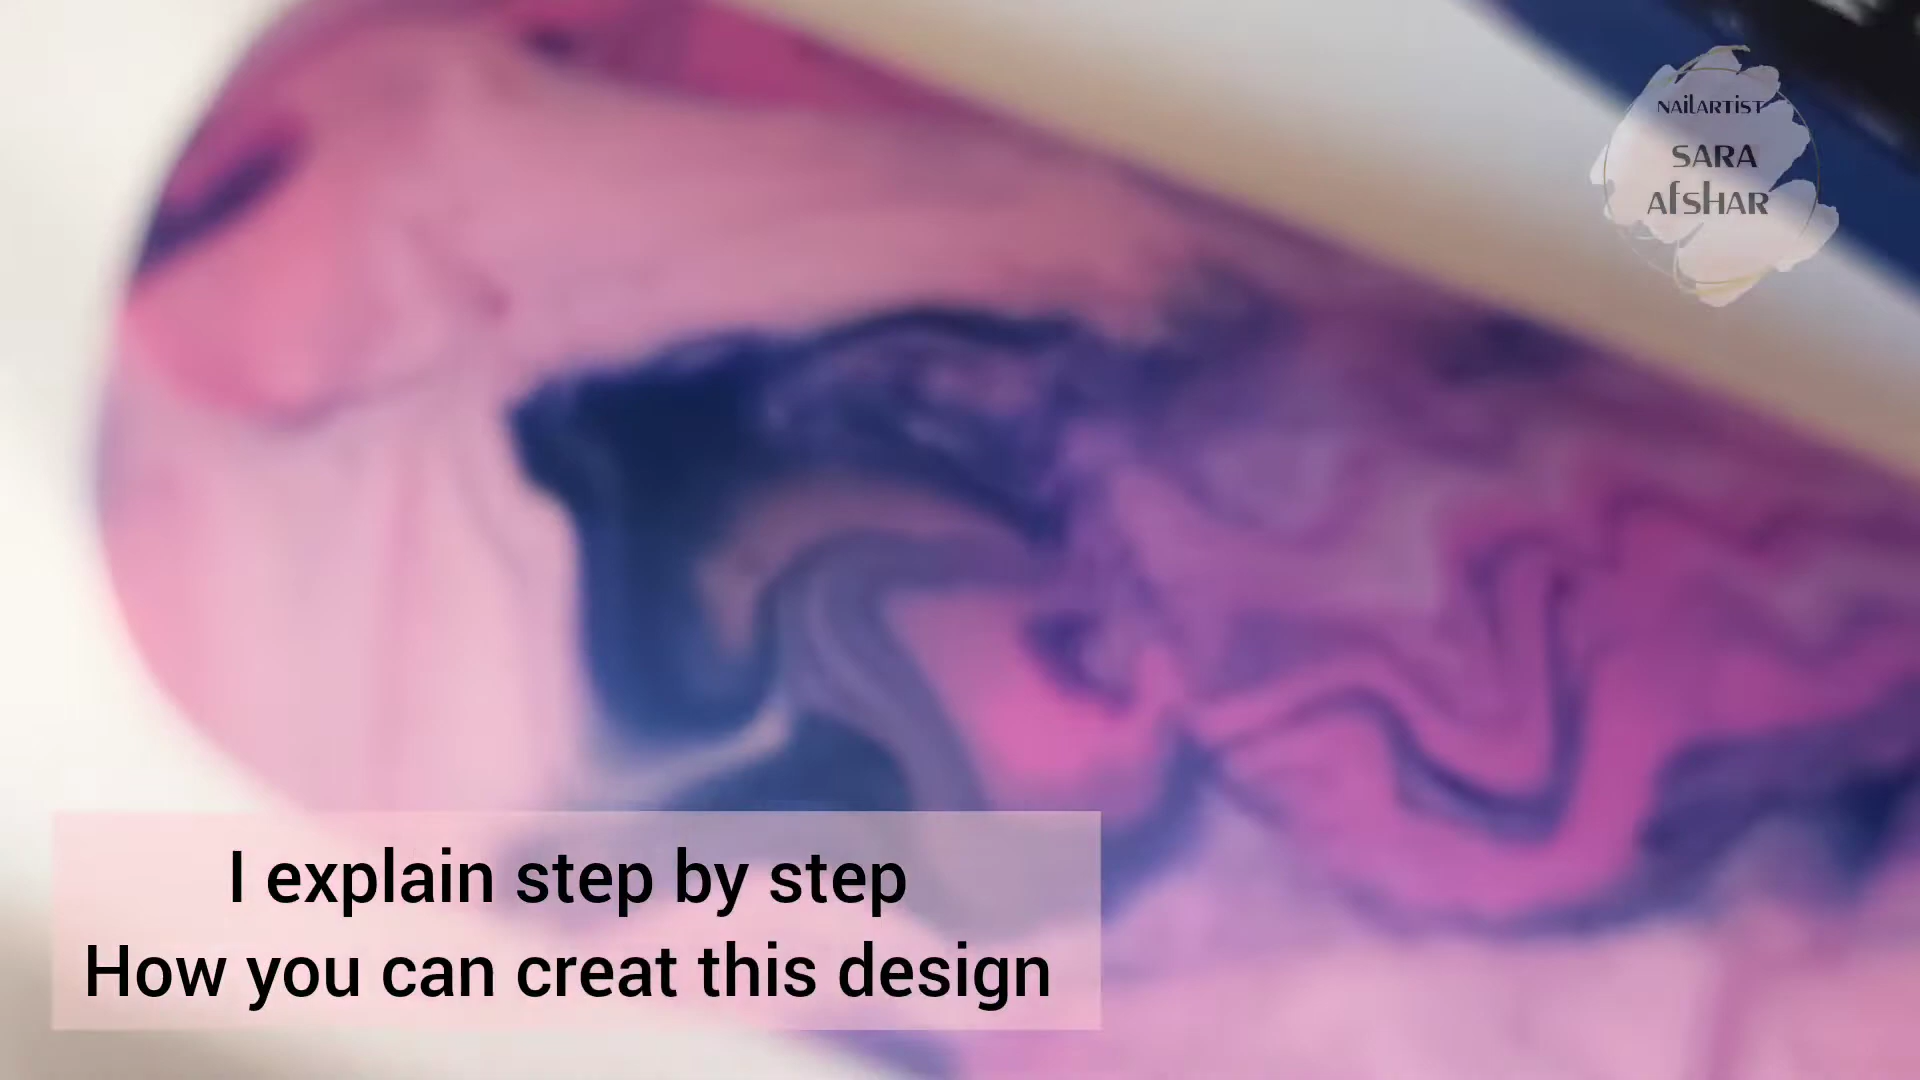 NAILARTIST
SARA
AFSHAR
I explain step by step
How you can creat this design